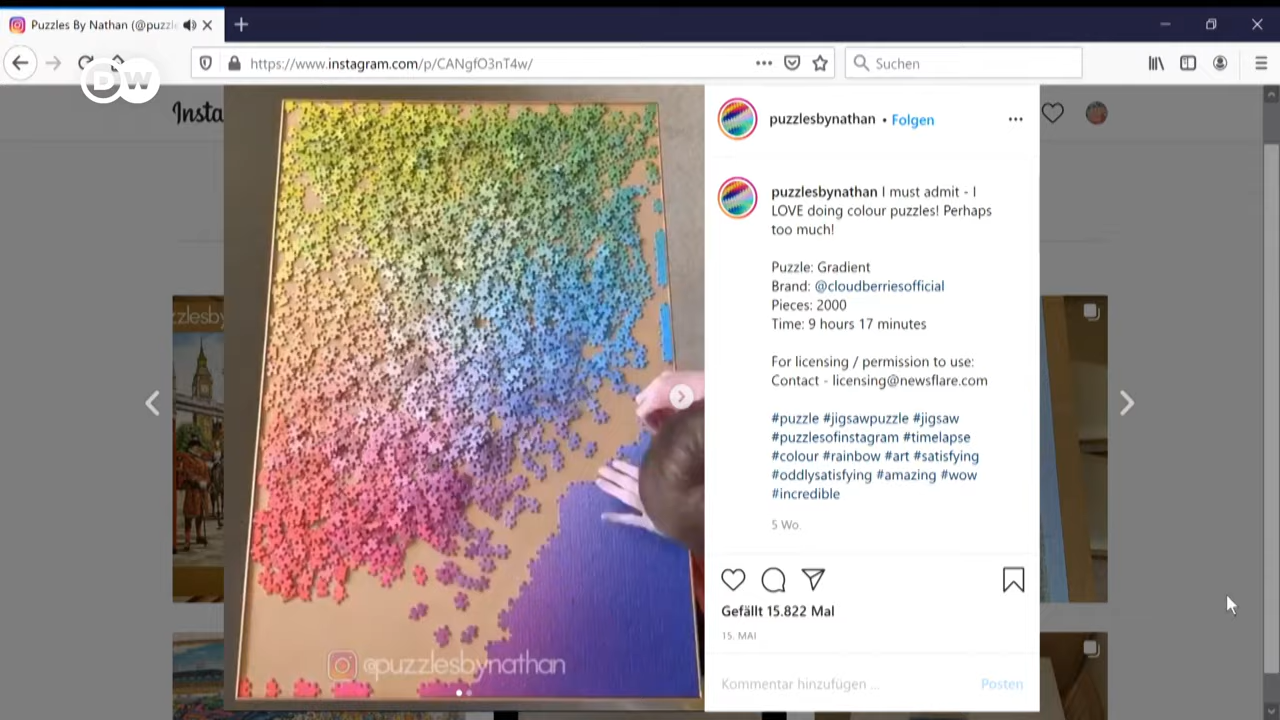 Puzzles By Nathan (@puzzl
https://www.instagram.com/p/CANgfO3nT4w/
Suchen
DW
Insta
puzzlesbynathan • Folgen
puzzlesbynathan I must admit - I
LOVE doing colour puzzles! Perhaps
too much!
Puzzle: Gradient
Brand: @cloudberriesofficial
Pieces: 2000
Time: 9 hours 17 minutes
For licensing / permission to use:
Contact - licensing@newsflare.com
#puzzle #jigsawpuzzle #jigsaw
#puzzlesofinstagram #timelapse
#colour #rainbow #art #satisfying
#oddlysatisfying #amazing #wow
#incredible
5 Wo.
Gefällt 15.822 Mal
15. MAI
Kommentar hinzufügen ...
Posten
zzlesby
@puzzlesbynathan